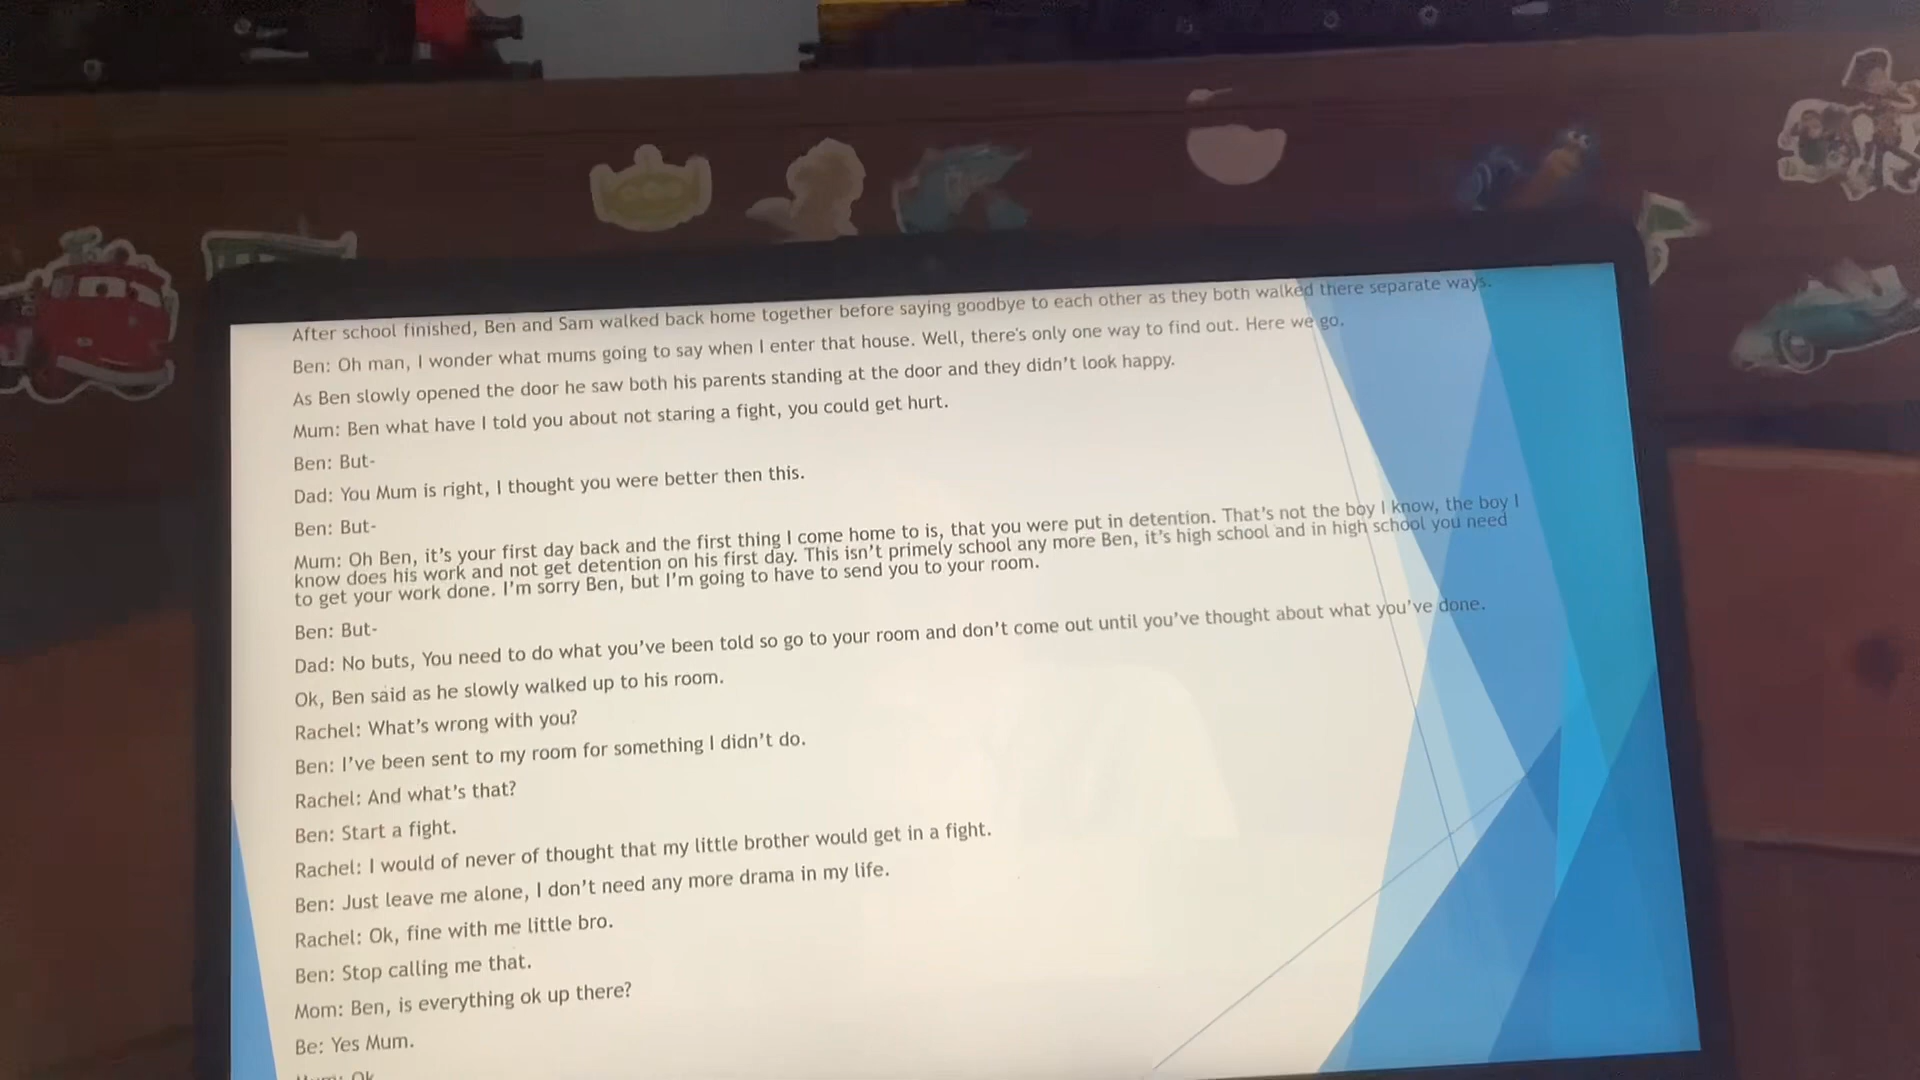 After school finished, Ben and Sam walked back home together before saying goodbye to each other as they both walked there separate ways.
Ben: Oh man, I wonder what mums going to say when I enter that house. Well, there's only one way to find out. Here we go.
As Ben slowly opened the door he saw both his parents standing at the door and they didn't look happy.
Mum: Ben what have I told you about not staring a fight, you could get hurt.
Ben: But-
Dad: You Mum is right, I thought you were better then this.
Ben: But-
Mum: Oh Ben, it's your first day back and the first thing I come home to is, that you were put in detention. That's not the boy I know, the boy I
know does his work and not get detention on his first day. This isn't primely school any more Ben, it's high school and in high school you need
to get your work done. I'm sorry Ben, but I'm going to have to send you to your room.
Ben: But-
Dad: No buts, You need to do what you've been told so go to your room and don't come out until you've thought about what you've done.
Ok, Ben said as he slowly walked up to his room.
Rachel: What's wrong with you?
Ben: I've been sent to my room for something I didn't do.
Rachel: And what's that?
Ben: Start a fight.
Rachel: I would of never of thought that my little brother would get in a fight.
Ben: Just leave me alone, I don't need any more drama in my life.
Rachel: Ok, fine with me little bro.
Ben: Stop calling me that.
Mom: Ben, is everything ok up there?
Be: Yes Mum.
Mum: Ok